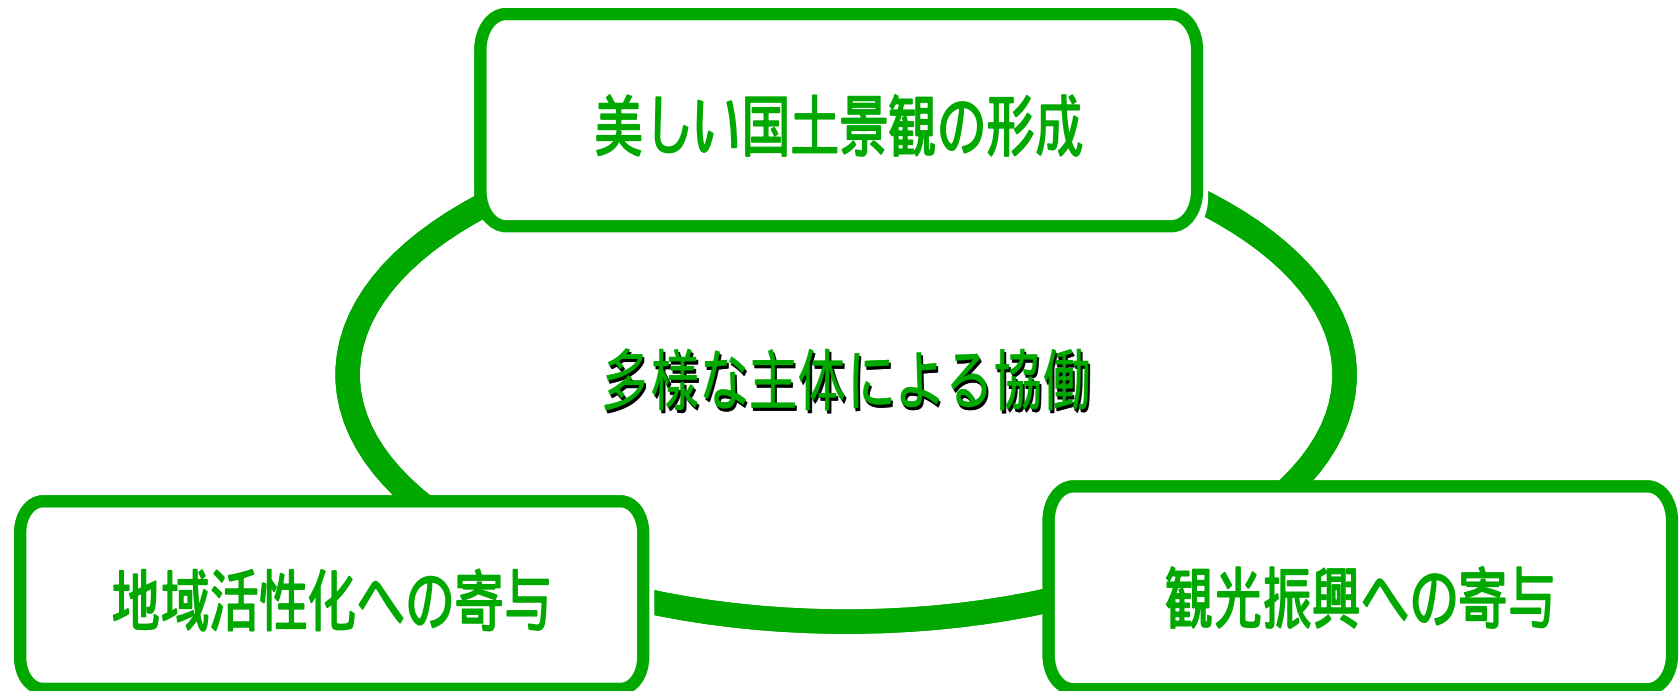 美しい国土景観の形成
多様な主体による協働
地域活性化への寄与
観光振興への寄与